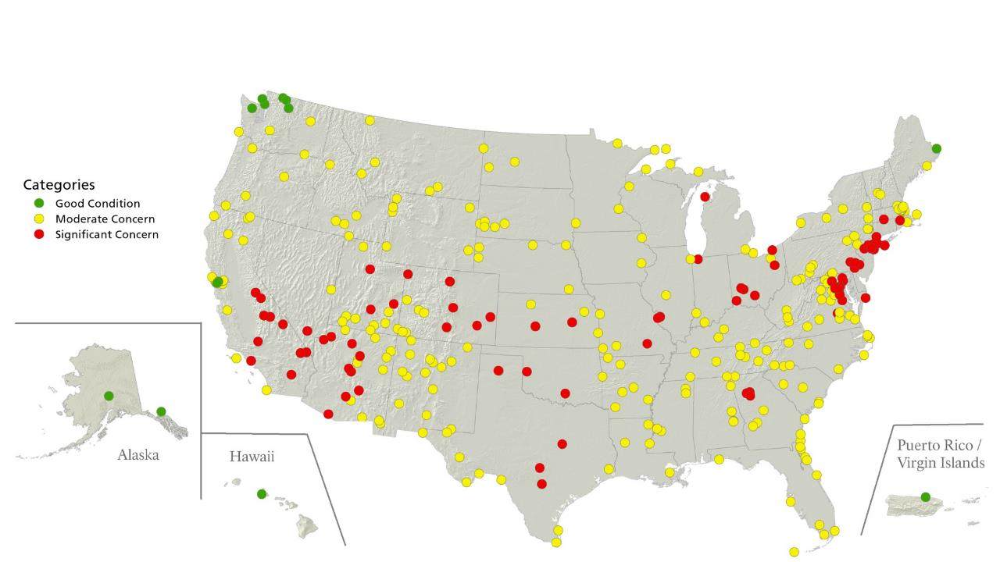 Categories
Good Condition
Moderate Concern
Significant Concern
Alaska
Hawaii
Puerto Rico /
Virgin Islands